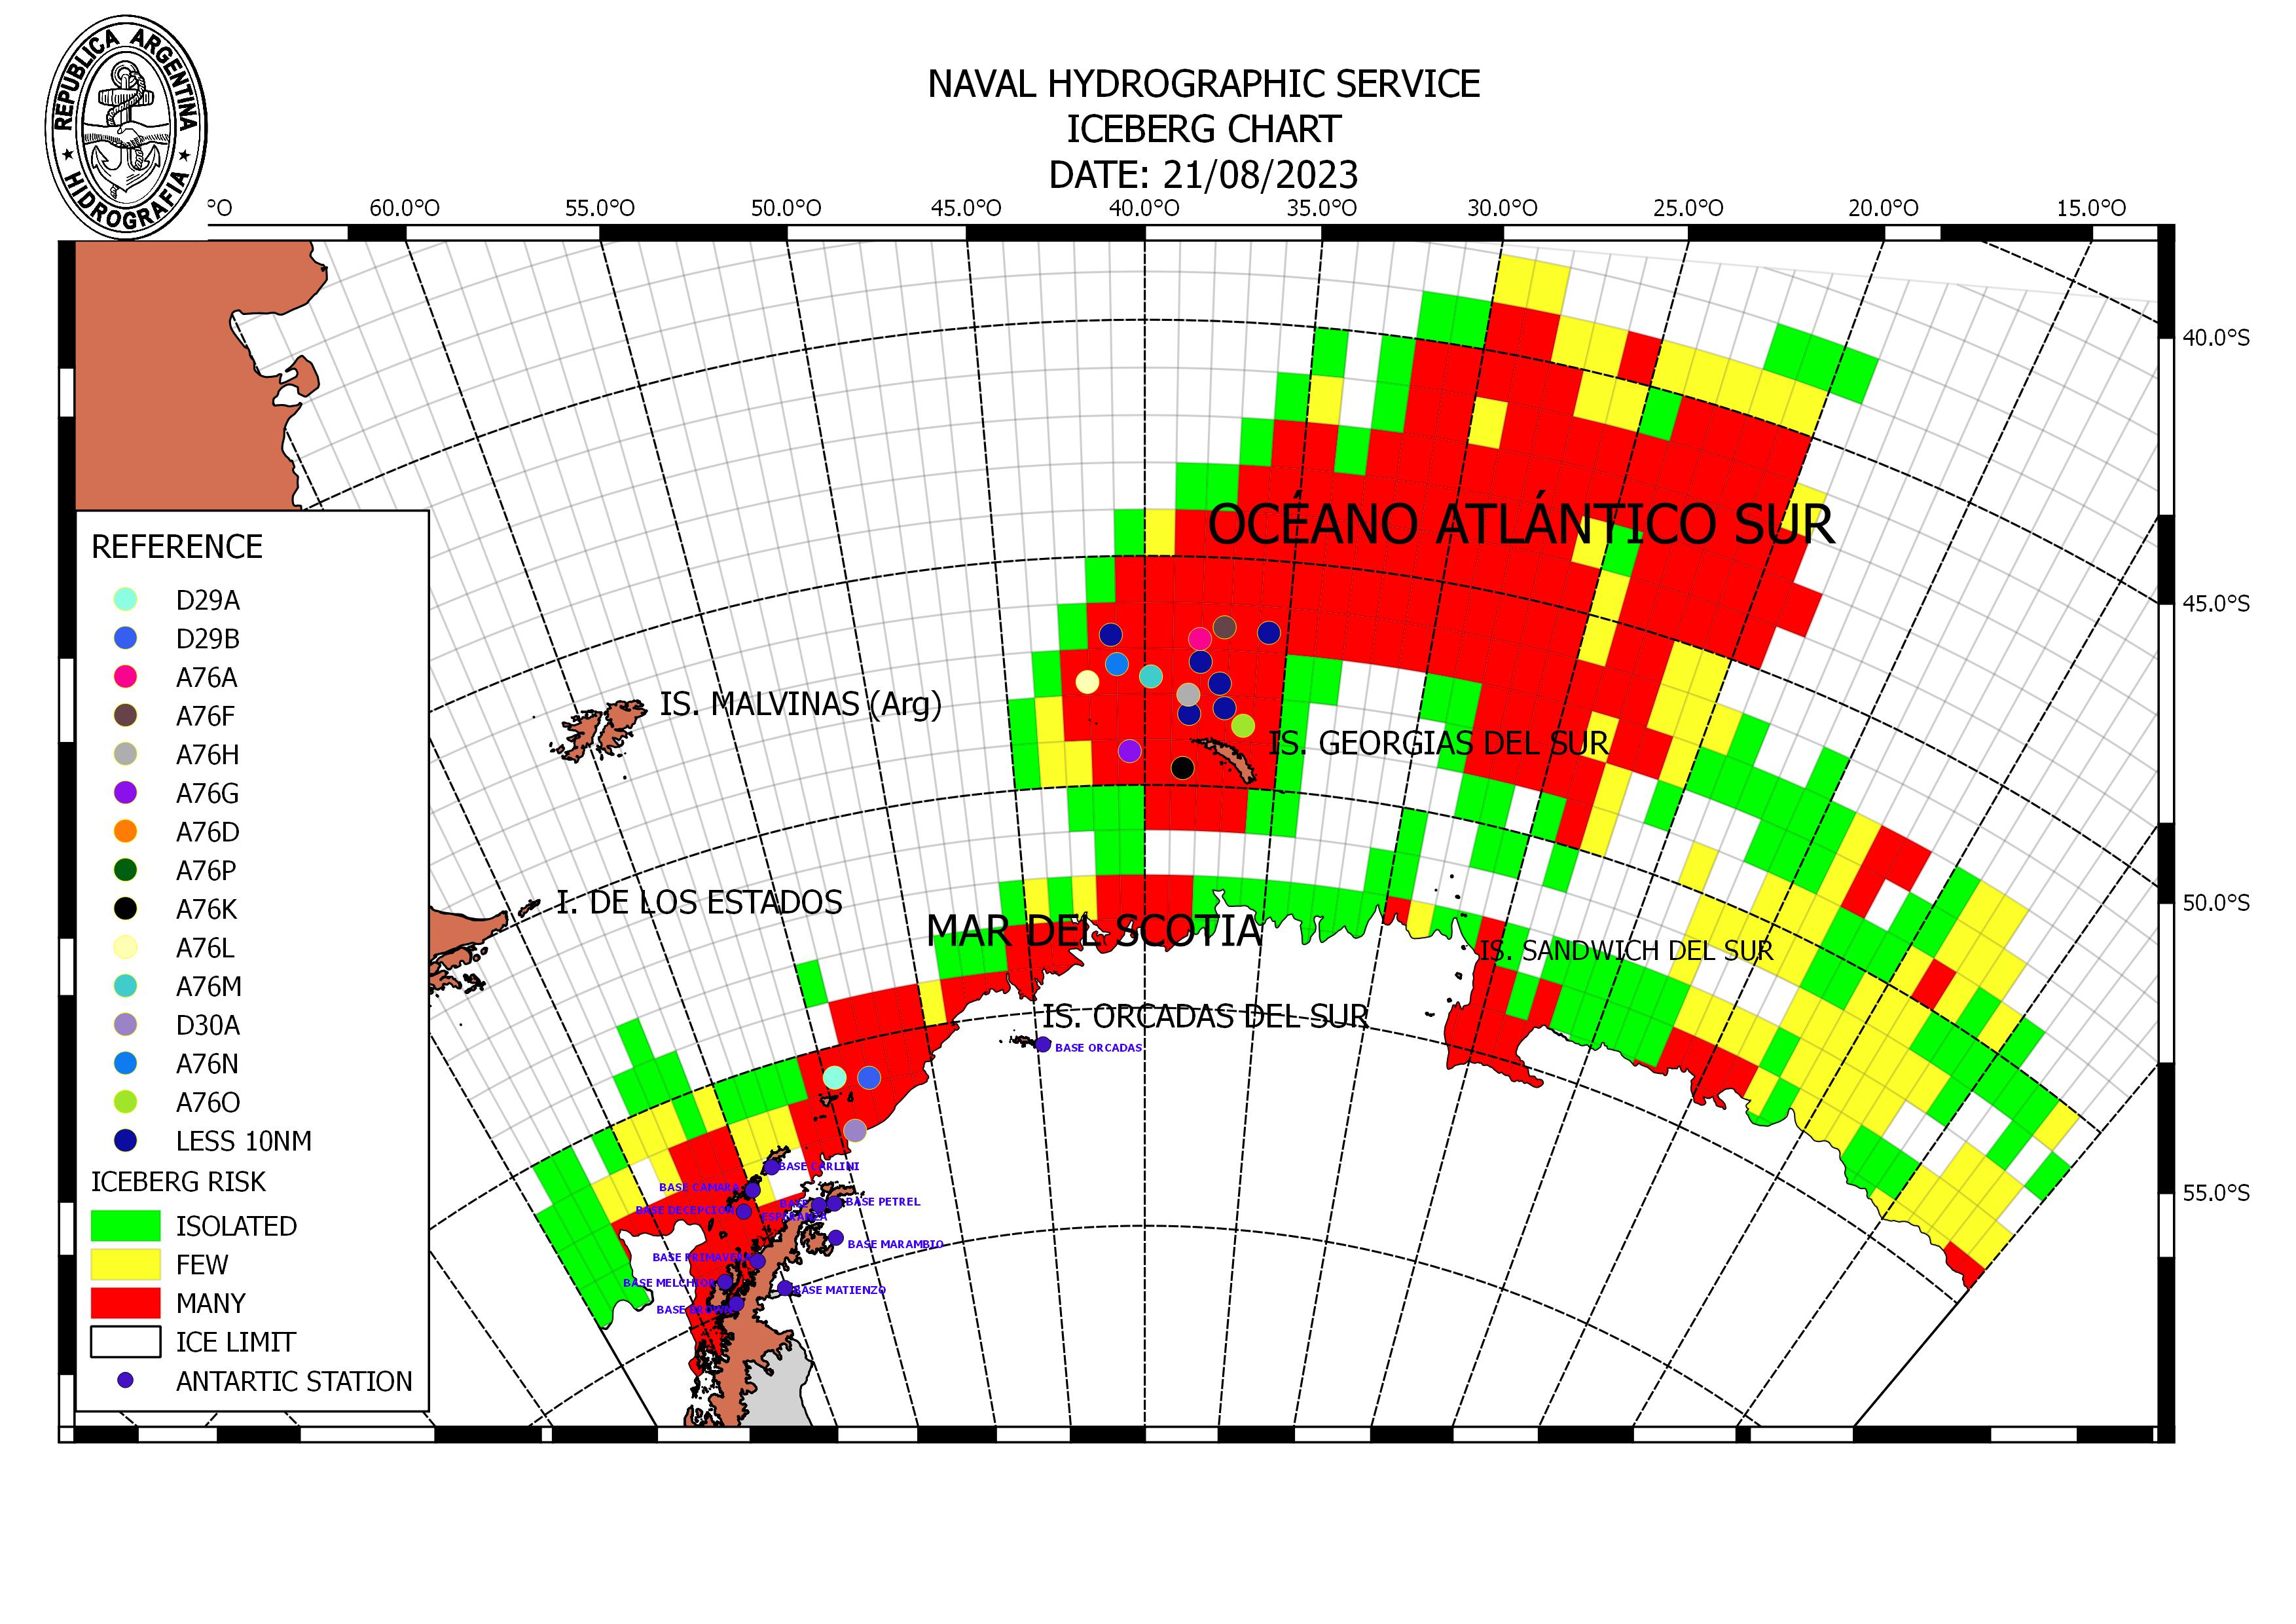 REPUBLICA ARGENTINA
HIDROGRAFIA
NAVAL HYDROGRAPHIC SERVICE
ICEBERG CHART
DATE: 21/08/2023
°O 60.0°O 55.0°O 50.0°O 45.0°O 40.0°O 35.0°O 30.0°O 25.0°O 20.0°O 15.0°O
40.0°S
45.0°S
50.0°S
55.0°S
OCÉANO ATLÁNTICO SUR
IS. MALVINAS (Arg)
IS. GEORGIAS DEL SUR
I. DE LOS ESTADOS
MAR DEL SCOTIA
IS. SANDWICH DEL SUR
IS. ORCADAS DEL SUR
BASE ORCADAS
BASE CARLINI
BASE CAMARA
BASE PETREL
BASE
ESPERANZA
BASE DECEPCION
BASE MARAMBIO
BASE PRIMAVERA
BASE MELCHIOR
BASE MATIENZO
BASE BROWN
REFERENCE
D29A
D29B
A76A
A76F
A76H
A76G
A76D
A76P
A76K
A76L
A76M
D30A
A76N
A76O
LESS 10NM
ICEBERG RISK
ISOLATED
FEW
MANY
ICE LIMIT
ANTARTIC STATION